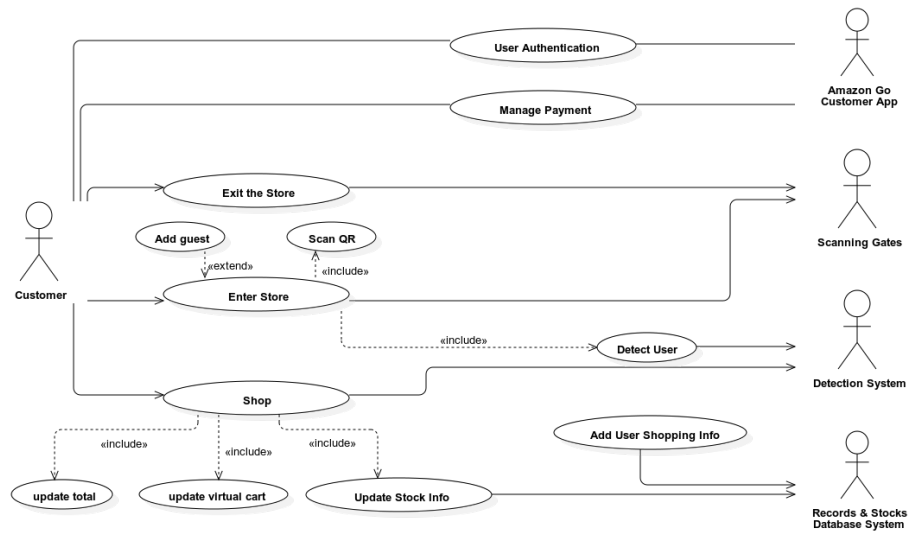 User Authentication
Amazon Go
Customer App
Manage Payment
Exit the Store
Add guest
Scan QR
Scanning Gates
«extend»
«include»
Customer
Enter Store
«include»
Detect User
Detection System
Shop
«include»
«include»
«include»
Add User Shopping Info
update total
update virtual cart
Update Stock Info
Records & Stocks
Database System